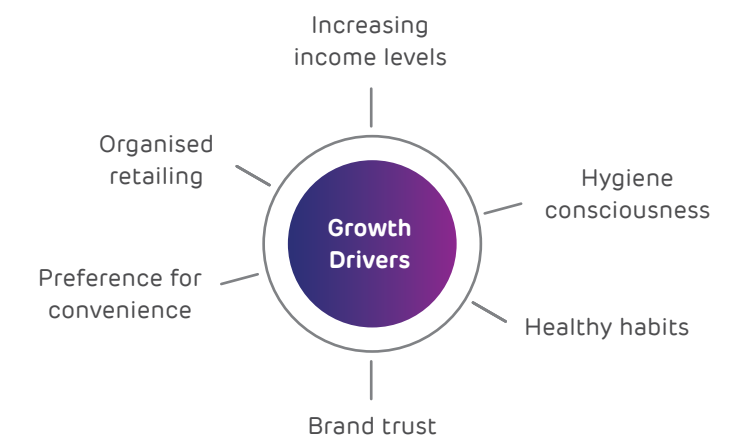 Increasing
income levels
Organised
retailing
Hygiene
consciousness
Growth
Drivers
Preference for
convenience
Healthy habits
Brand trust